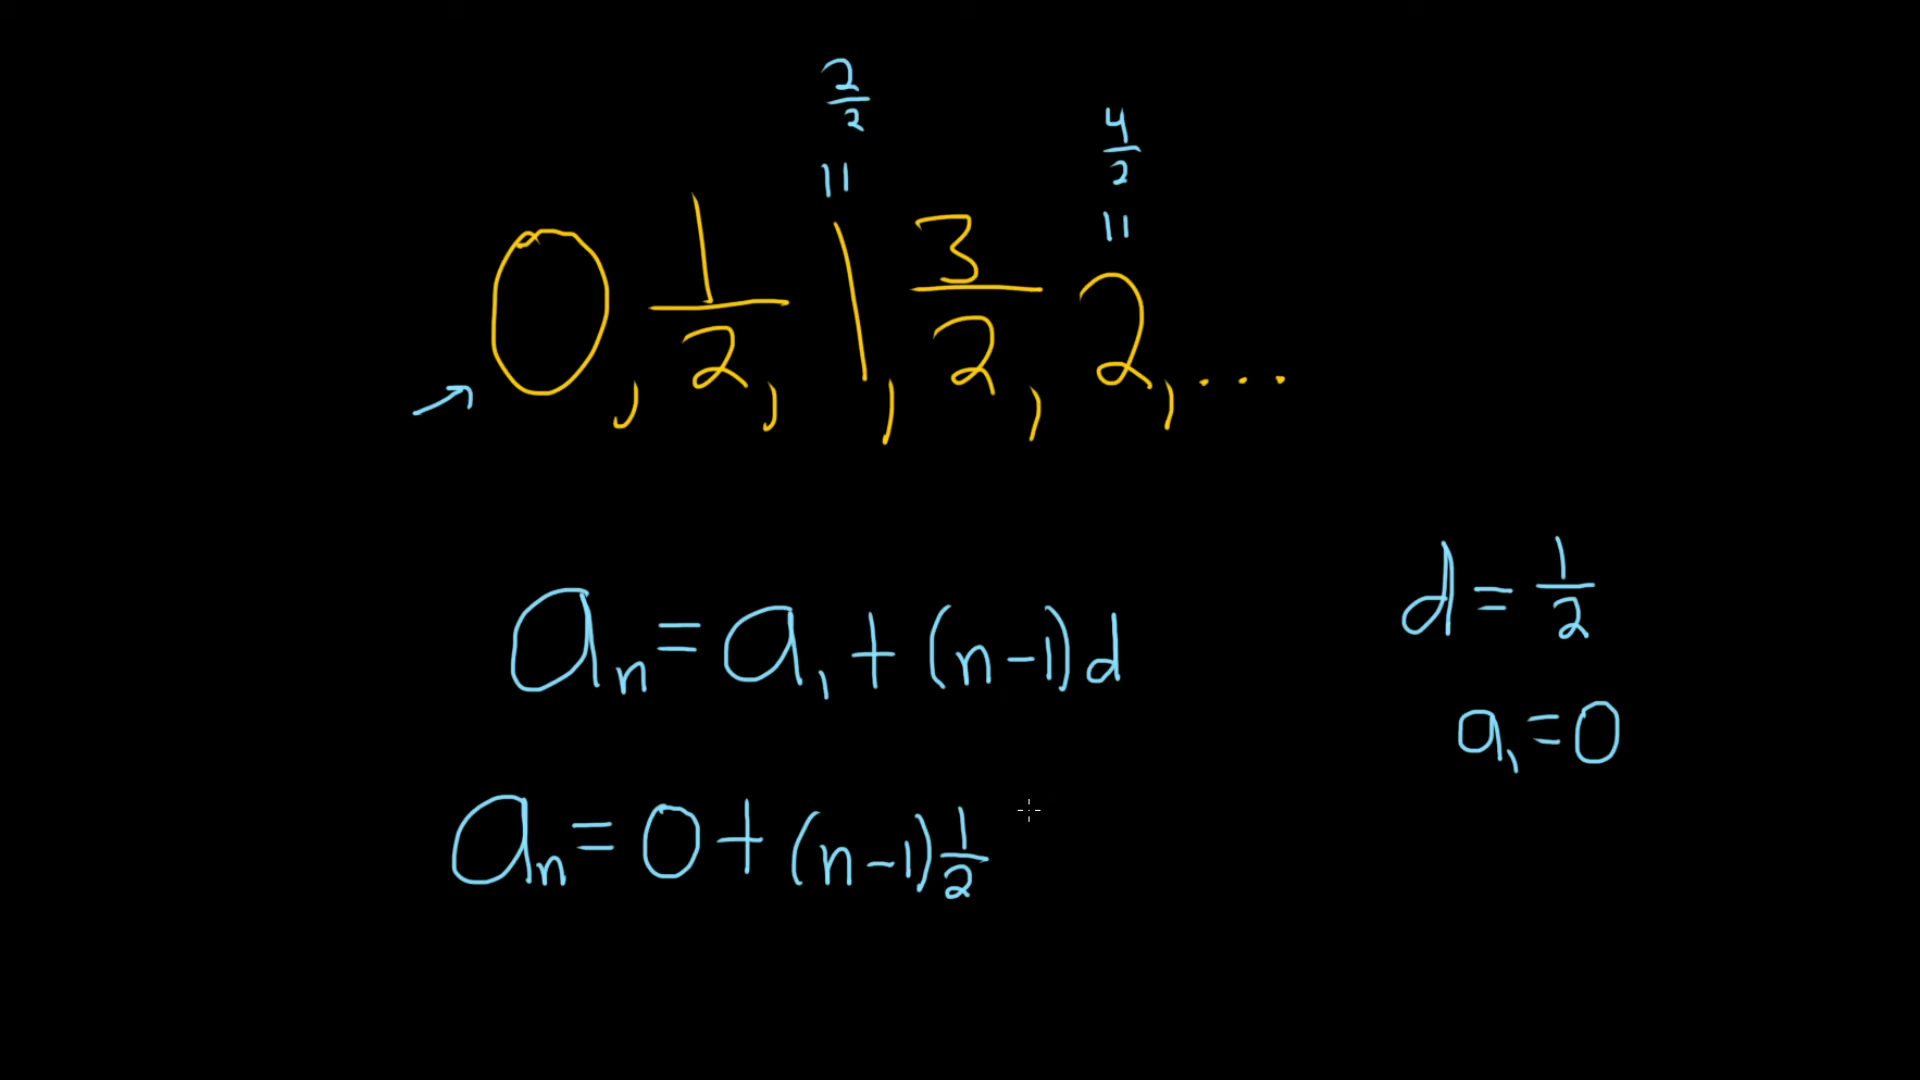 2/2 4/2
= =
0, 1/2, 1, 3/2, 2, ...
aₙ = a₁ + (n-1)d
d = 1/2
a₁ = 0
aₙ = 0 + (n-1) 1/2